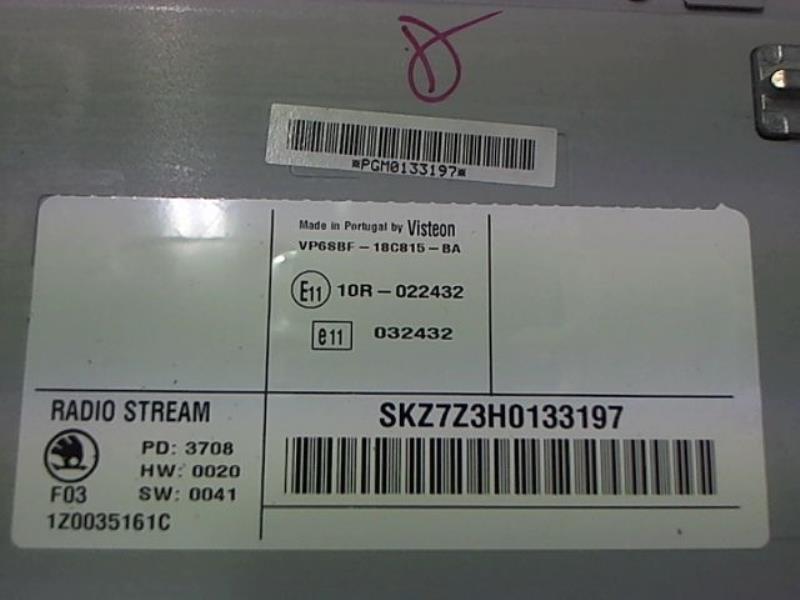 *PGM0133197*
Made in Portugal by Visteon
VP6SBF-18C815-BA
E11 10R-022432
e11 032432
RADIO STREAM
PD: 3708
HW: 0020
F03 SW: 0041
1Z0035161C
SKZ7Z3H0133197